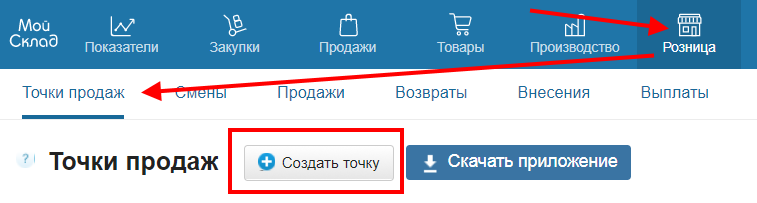 Мой
Склад
Показатели Закупки Продажи Товары Производство Розница
Точки продаж Смены Продажи Возвраты Внесения Выплаты
? Точки продаж Создать точку Скачать приложение